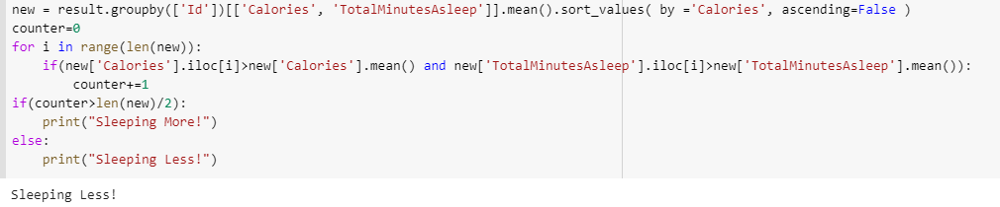 new = result.groupby(['Id'])[['Calories', 'TotalMinutesAsleep']].mean().sort_values( by ='Calories', ascending=False )
counter=0
for i in range(len(new)):
    if(new['Calories'].iloc[i]>new['Calories'].mean() and new['TotalMinutesAsleep'].iloc[i]>new['TotalMinutesAsleep'].mean()):
        counter+=1
if(counter>len(new)/2):
    print("Sleeping More!")
else:
    print("Sleeping Less!")
Sleeping Less!